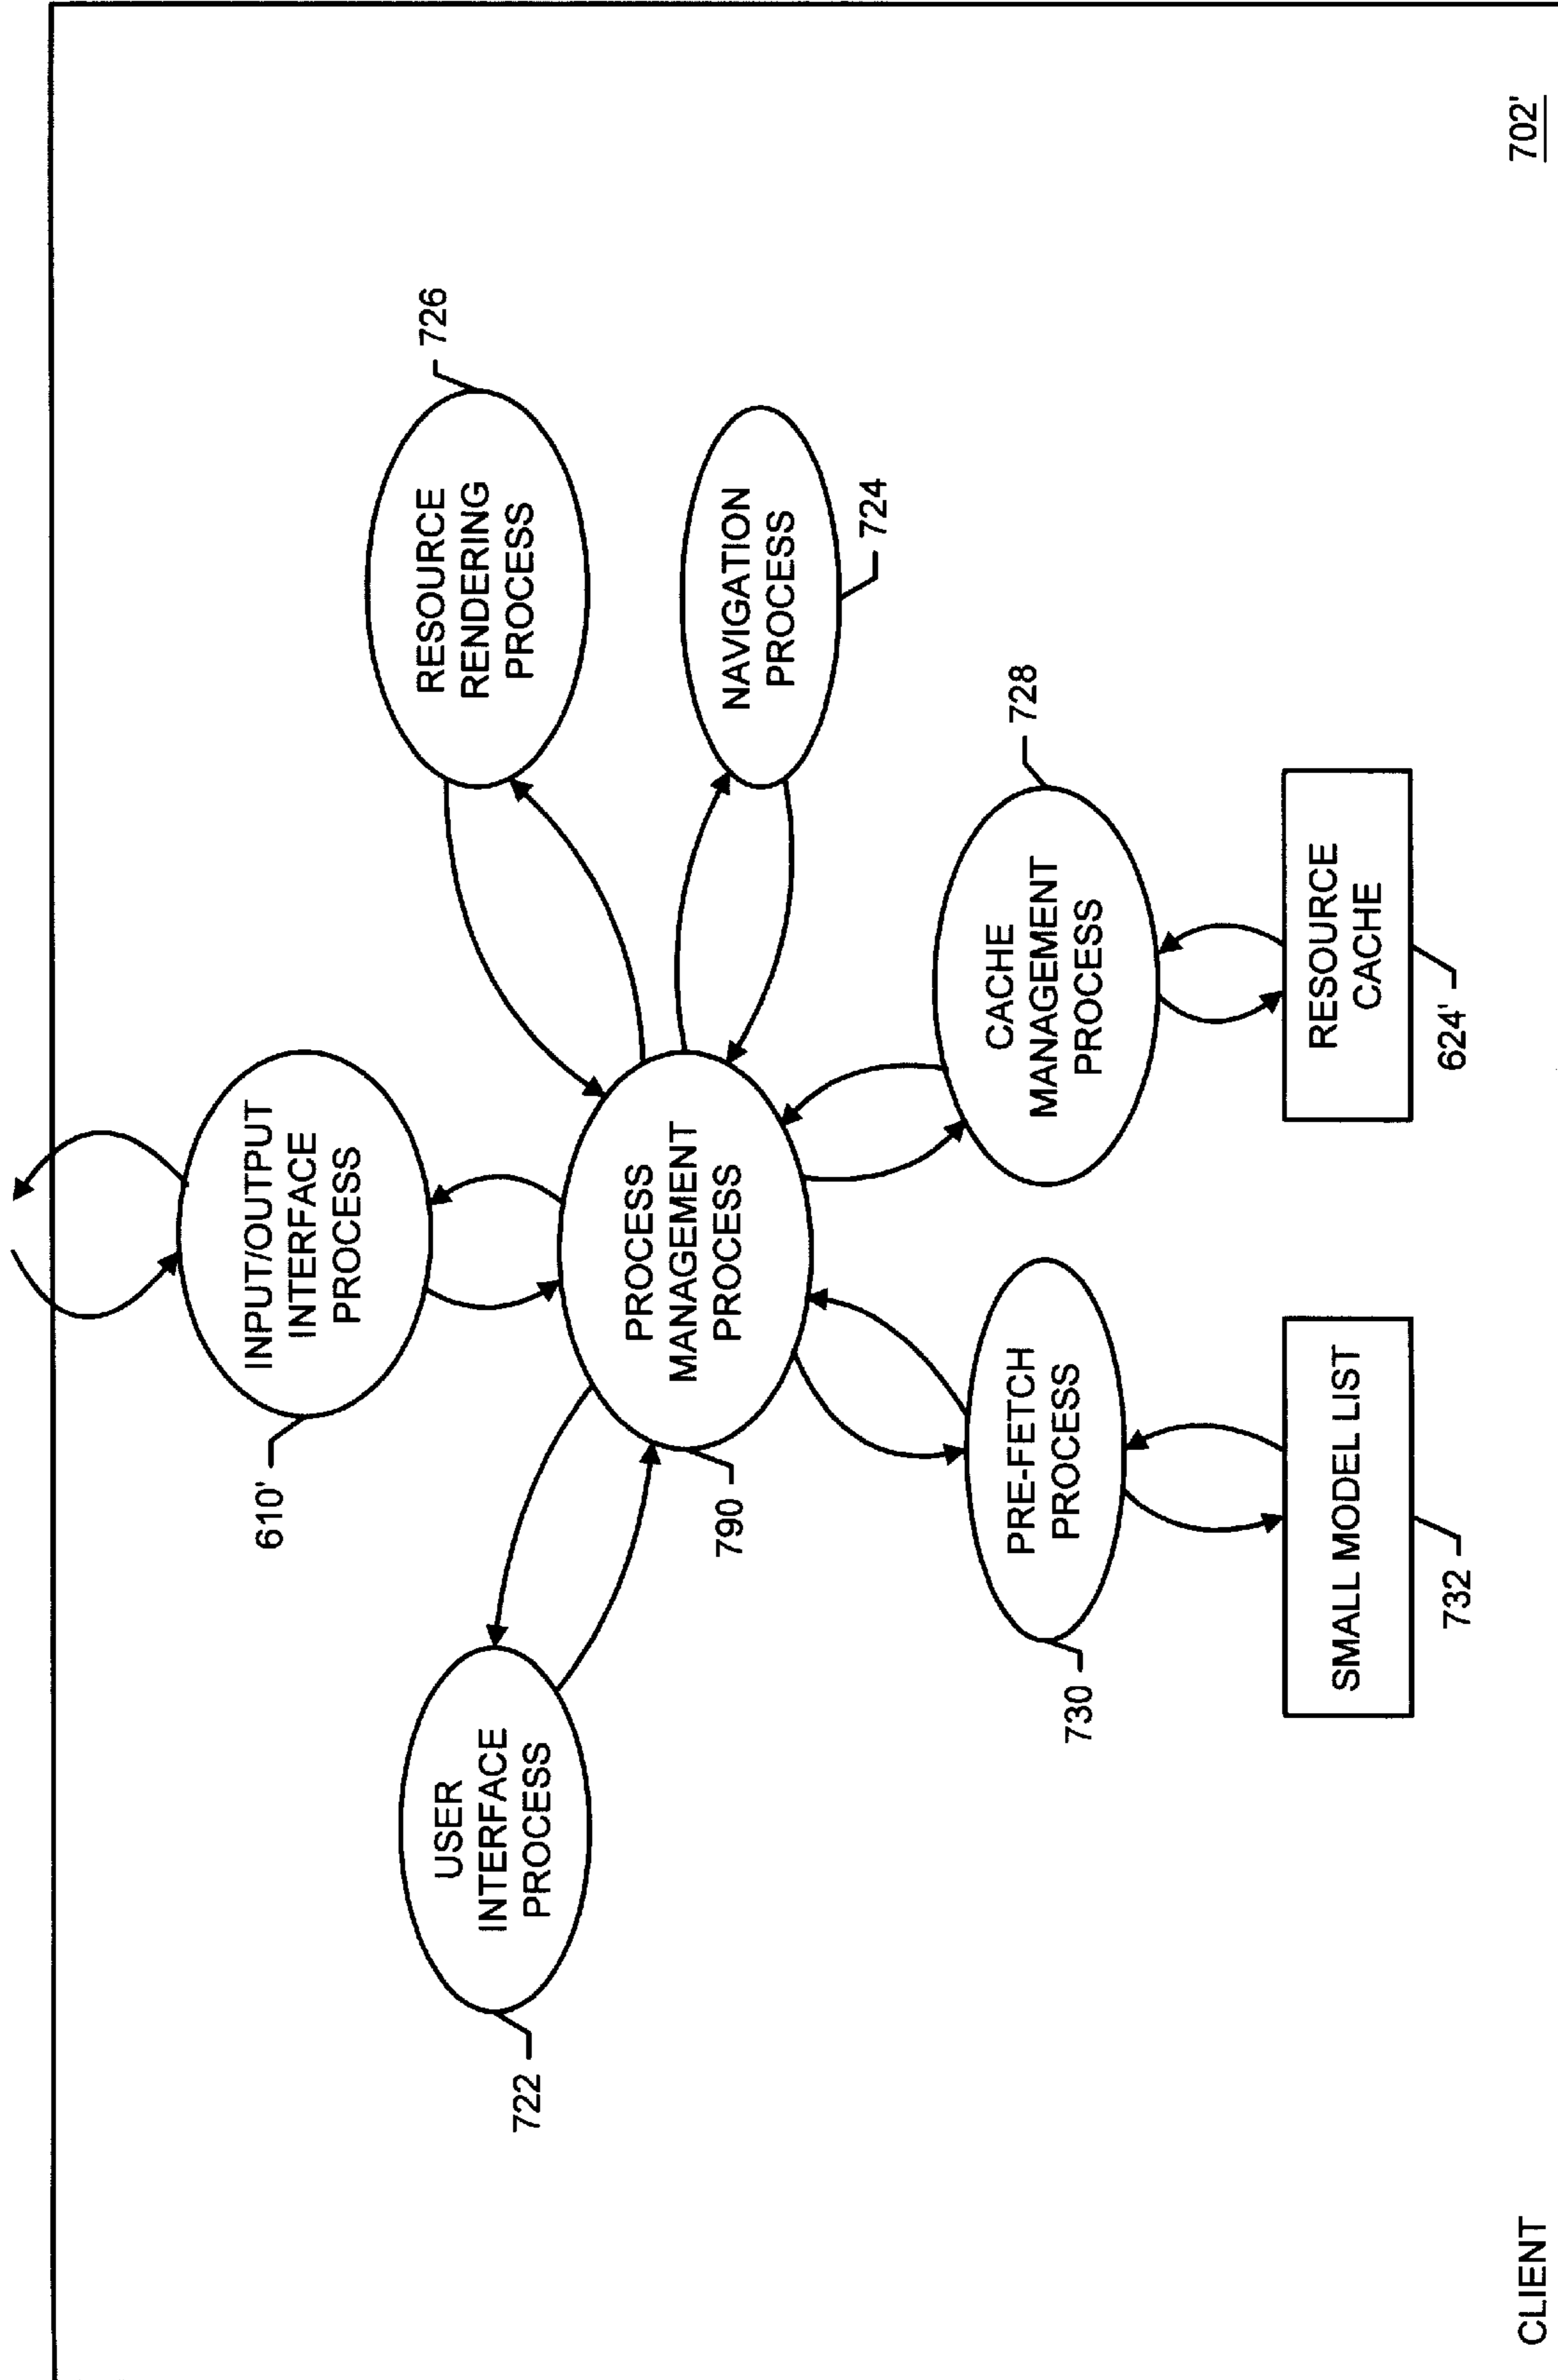 610'
INPUT/OUTPUT
INTERFACE
PROCESS
726
RESOURCE
RENDERING
PROCESS
722
USER
INTERFACE
PROCESS
790
PROCESS
MANAGEMENT
PROCESS
NAVIGATION
PROCESS
724
730
PRE-FETCH
PROCESS
728
CACHE
MANAGEMENT
PROCESS
SMALL MODEL LIST
732
RESOURCE
CACHE
624'
CLIENT
702'